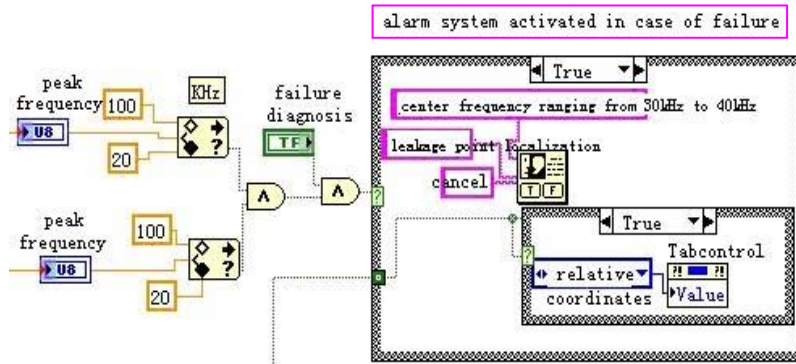 alarm system activated in case of failure
True
peak
frequency
100
KHz
failure
diagnosis
center frequency ranging from 30kHz to 40kHz
U8
?
TF
20
leakage point localization
cancel
T F
∧
∧
?
peak
frequency
100
True
U8
?
Tabcontrol
?
?! ?!
relative
20
coordinates
Value